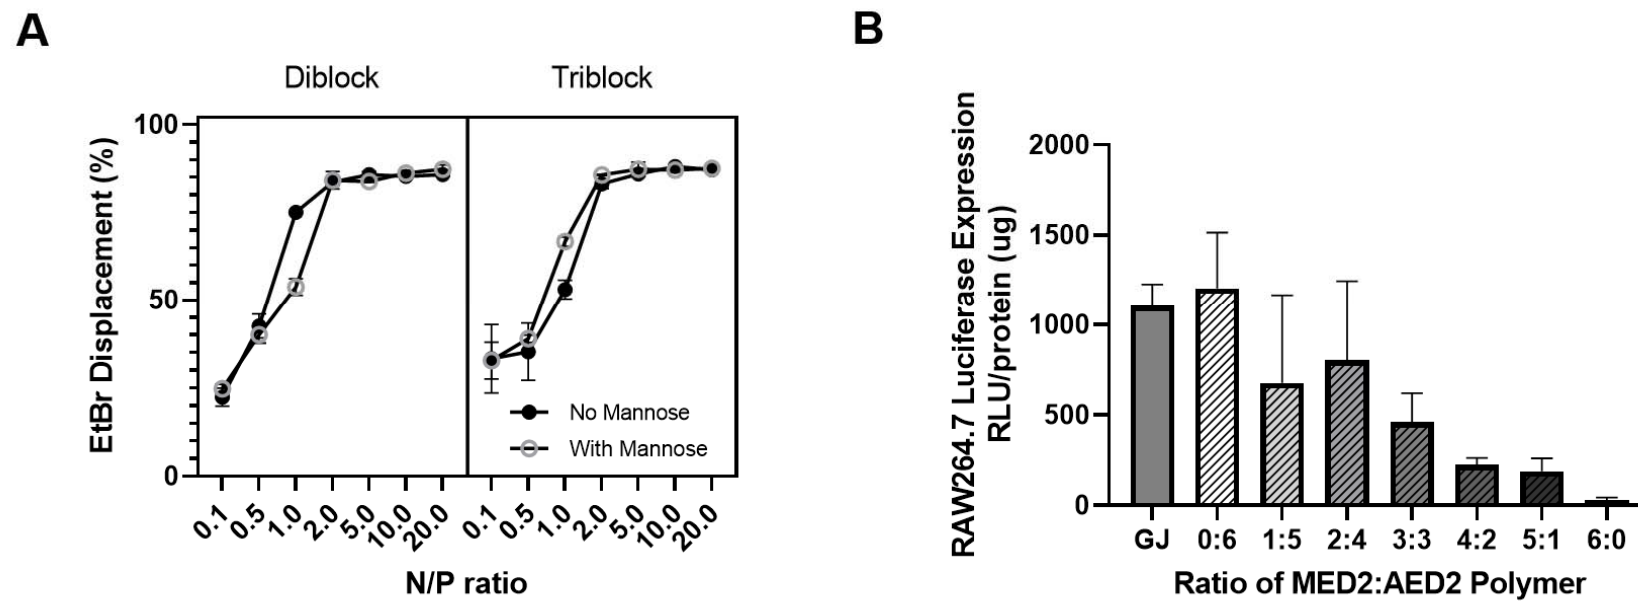 A
Diblock
Triblock
100
50
0
EtBr Displacement (%)
No Mannose
With Mannose
0.1 0.5 1.0 2.0 5.0 10.0 20.0
0.1 0.5 1.0 2.0 5.0 10.0 20.0
N/P ratio
B
RAW264.7 Luciferase Expression
RLU/protein (ug)
2000
1500
1000
500
0
GJ 0:6 1:5 2:4 3:3 4:2 5:1 6:0
Ratio of MED2:AED2 Polymer